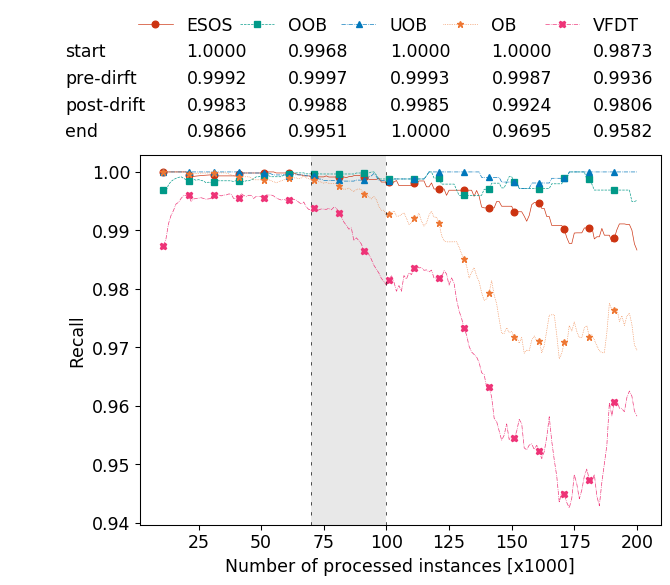 ESOS OOB UOB OB VFDT
start 1.0000 0.9968 1.0000 1.0000 0.9873
pre-dirft 0.9992 0.9997 0.9993 0.9987 0.9936
post-drift 0.9983 0.9988 0.9985 0.9924 0.9806
end 0.9866 0.9951 1.0000 0.9695 0.9582
1.00
0.99
0.98
0.97
0.96
0.95
0.94
Recall
25 50 75 100 125 150 175 200
Number of processed instances [x1000]